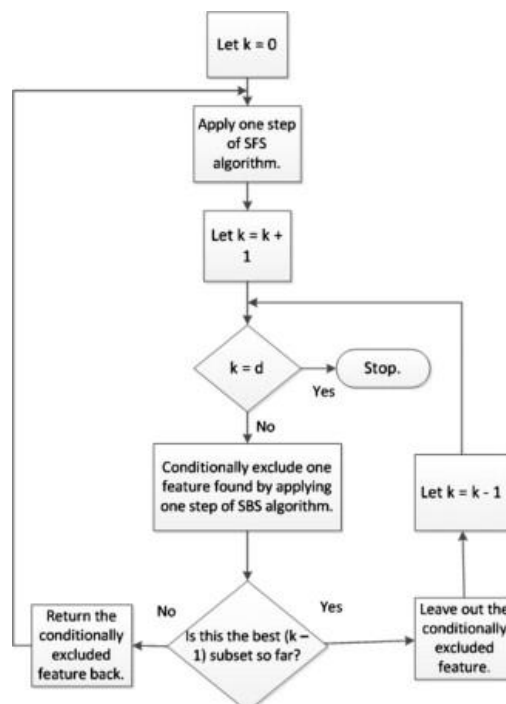 Let k = 0
Apply one step
of SFS
algorithm.
Let k = k +
1
k = d
Stop.
Yes
No
Conditionally exclude one
feature found by applying
one step of SBS algorithm.
Let k = k - 1
Is this the best (k –
1) subset so far?
No
Yes
Return the
conditionally
excluded
feature back.
Leave out the
conditionally
excluded
feature.